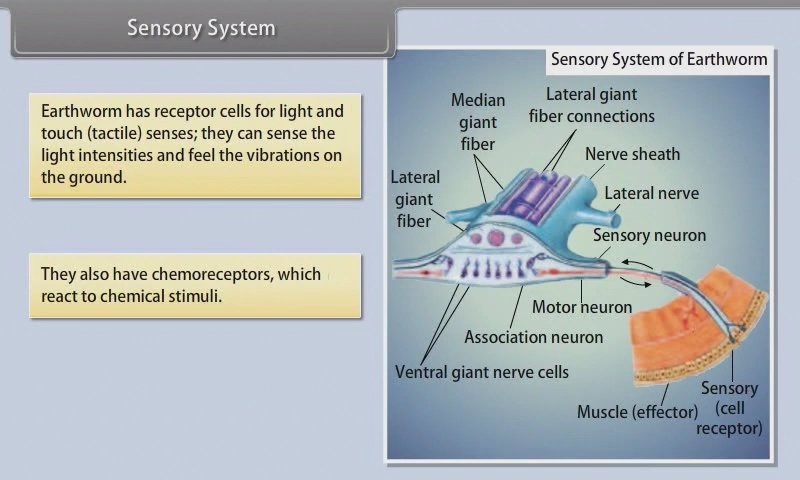 Sensory System
Earthworm has receptor cells for light and
touch (tactile) senses; they can sense the
light intensities and feel the vibrations on
the ground.
They also have chemoreceptors, which
react to chemical stimuli.
Sensory System of Earthworm
Median
giant
fiber
Lateral giant
fiber connections
Nerve sheath
Lateral
giant
fiber
Lateral nerve
Sensory neuron
Motor neuron
Association neuron
Ventral giant nerve cells
Muscle (effector)
Sensory
(cell
receptor)